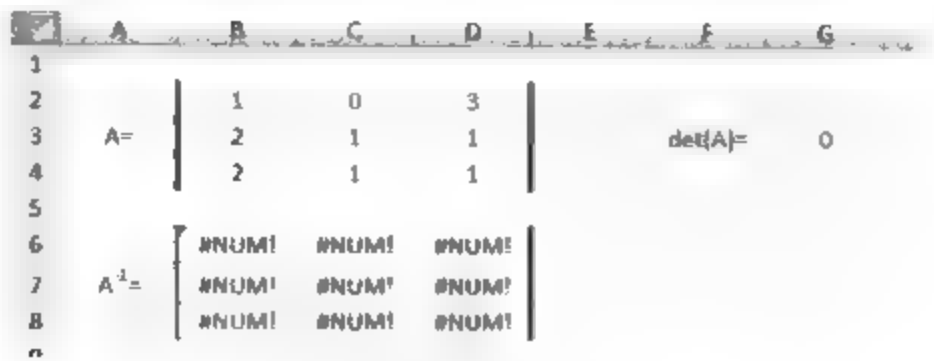 A B C D E F G
1
2 1 0 3
3 A= 2 1 1 det(A)= 0
4 2 1 1
5
6 #NUM! #NUM! #NUM!
7 A⁻¹= #NUM! #NUM! #NUM!
8 #NUM! #NUM! #NUM!